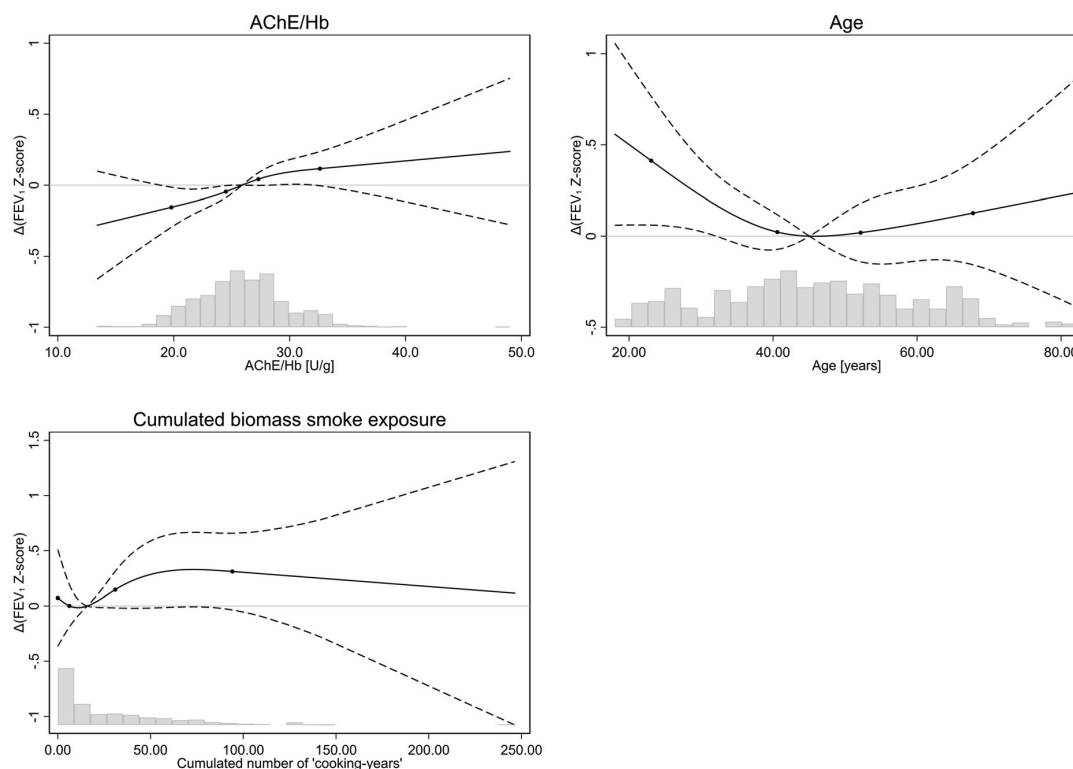 AChE/Hb
Δ(FEV₁ Z-score)
1
.5
0
-.5
-1
10.0 20.0 30.0 40.0 50.0
AChE/Hb [U/g]
Age
Δ(FEV₁ Z-score)
1
.5
0
-.5
20.00 40.00 60.00 80.00
Age [years]
Cumulated biomass smoke exposure
Δ(FEV₁ Z-score)
1.5
1
.5
0
-.5
-1
0.00 50.00 100.00 150.00 200.00 250.00
Cumulated number of 'cooking-years'